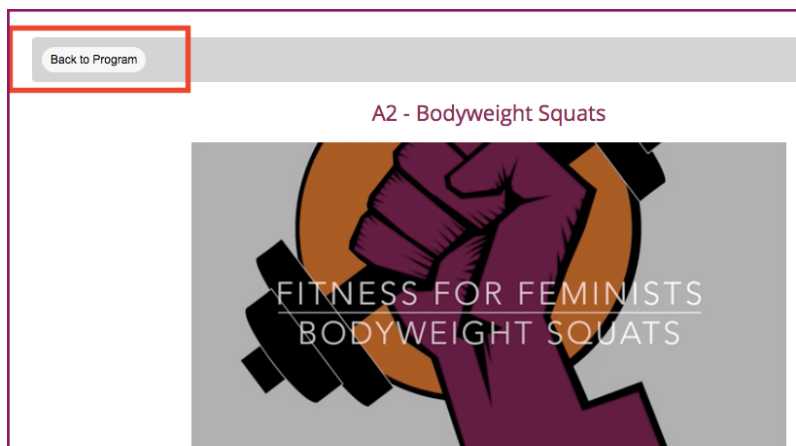 Back to Program
A2 - Bodyweight Squats
FITNESS FOR FEMINISTS
BODYWEIGHT SQUATS